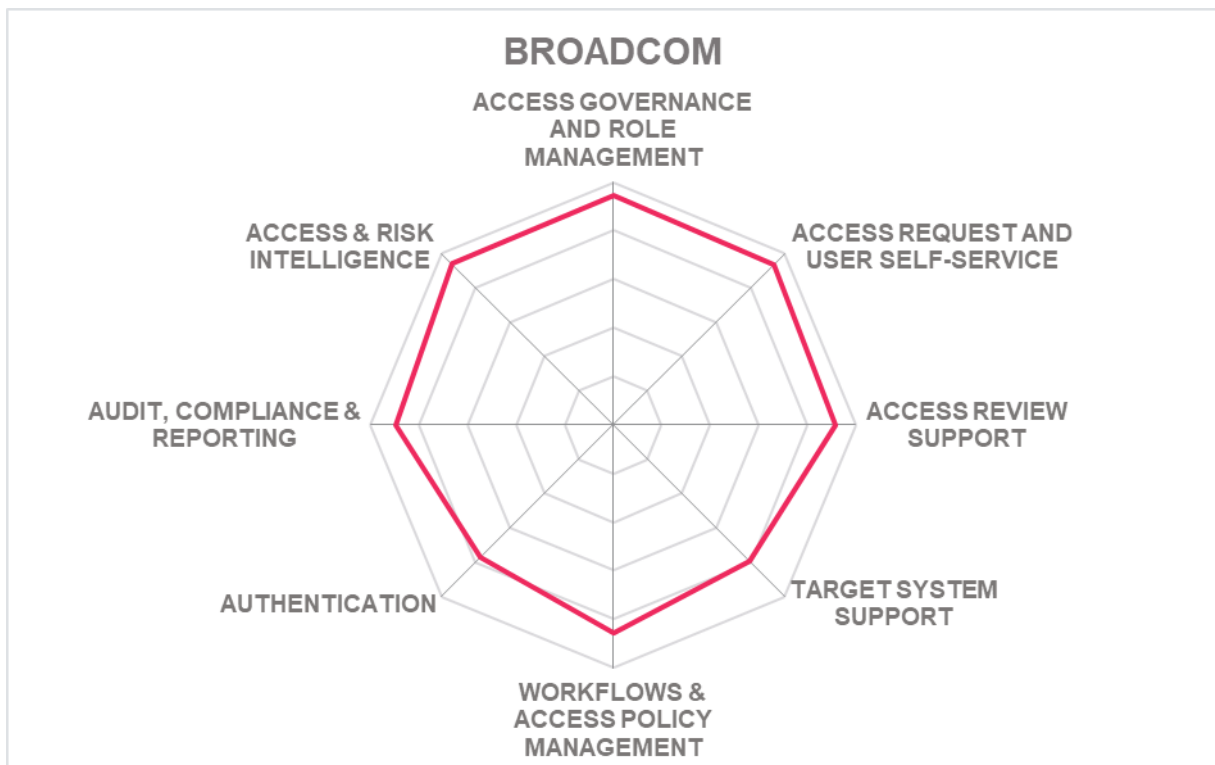 BROADCOM
ACCESS GOVERNANCE
AND ROLE
MANAGEMENT
ACCESS & RISK
INTELLIGENCE
ACCESS REQUEST AND
USER SELF-SERVICE
AUDIT, COMPLIANCE &
REPORTING
ACCESS REVIEW
SUPPORT
AUTHENTICATION
TARGET SYSTEM
SUPPORT
WORKFLOWS &
ACCESS POLICY
MANAGEMENT